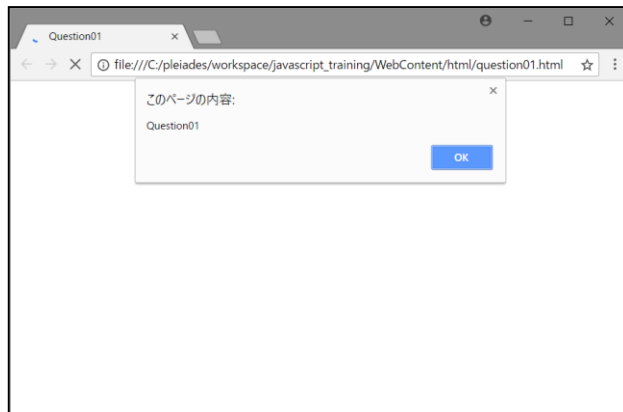 Question01
file:///C:/pleiades/workspace/javascript_training/WebContent/html/question01.html
このページの内容:
Question01
OK